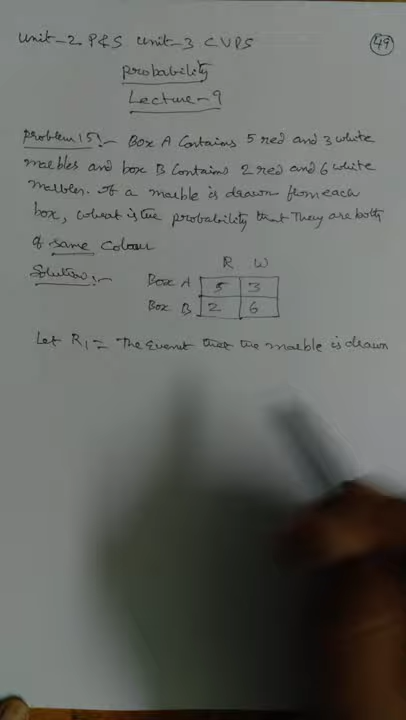 Unit-2 P&S Unit-3 CVPS
49
Probability
Lecture-9
Problem 15:- Box A Contains 5 red and 3 white
marbles and box B Contains 2 red and 6 white
Marbles. If a marble is drawn from each
box, what is the probability that They are both
of same Colour
Solution:-
R W
Box A 5 3
Box B 2 6
Let R1 = The event that the marble is drawn